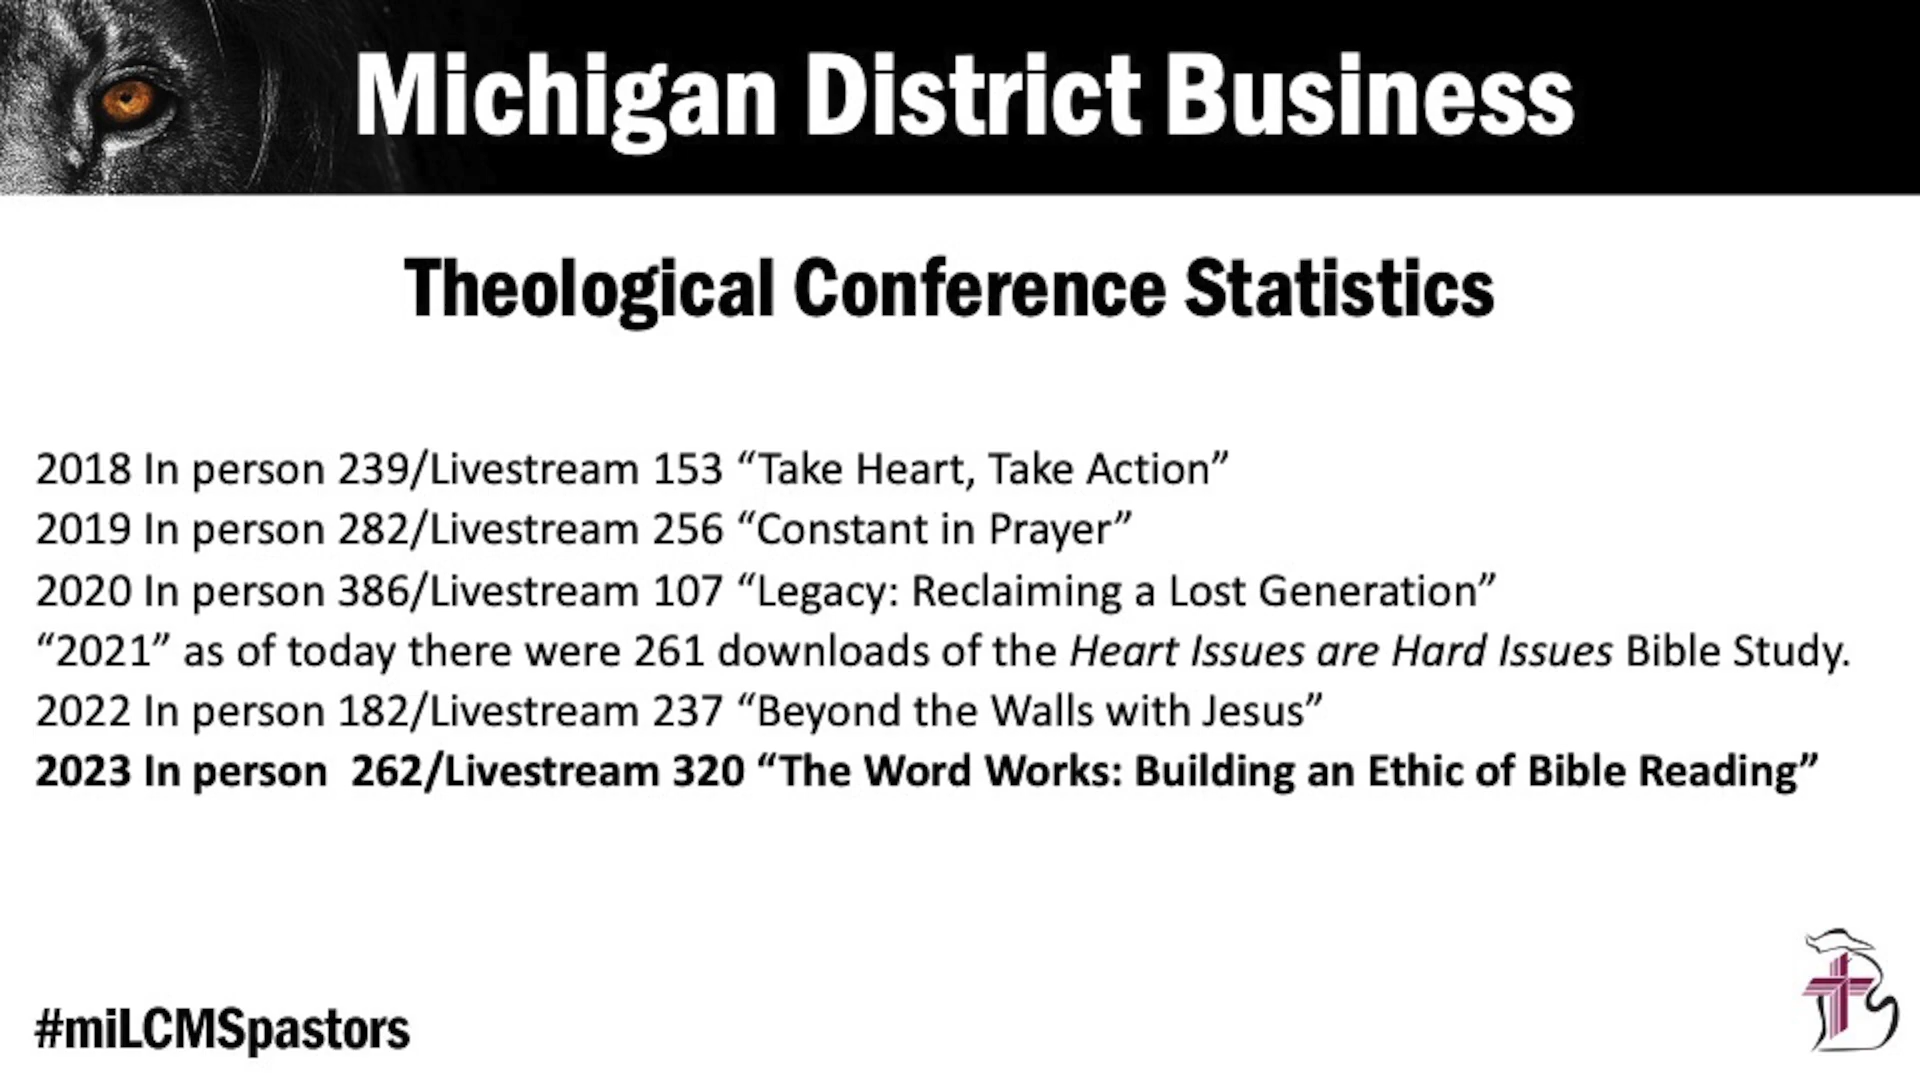 Michigan District Business
Theological Conference Statistics
2018 In person 239/Livestream 153 “Take Heart, Take Action”
2019 In person 282/Livestream 256 “Constant in Prayer”
2020 In person 386/Livestream 107 “Legacy: Reclaiming a Lost Generation”
“2021” as of today there were 261 downloads of the Heart Issues are Hard Issues Bible Study.
2022 In person 182/Livestream 237 “Beyond the Walls with Jesus”
2023 In person  262/Livestream 320 “The Word Works: Building an Ethic of Bible Reading”
#miLCMSpastors